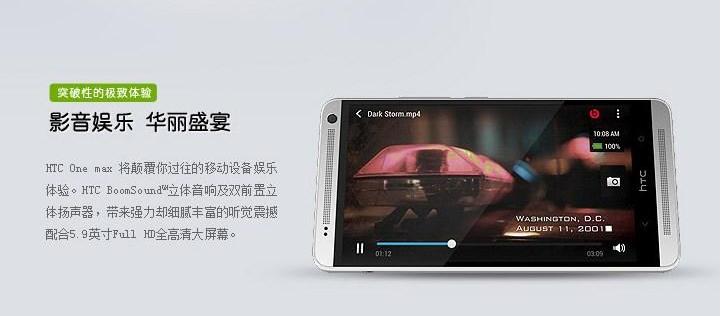 突破性的极致体验
影音娱乐 华丽盛宴
HTC One max 将颠覆你过往的移动设备娱乐
体验。HTC BoomSound™立体音响及双前置立
体扬声器，带来强力却细腻丰富的听觉震撼
配合5.9英寸Full HD全高清大屏幕。
Dark Storm.mp4
10:08 AM
100%
hTC
WASHINGTON, D.C.
AUGUST 11, 2001
01:12
03:09